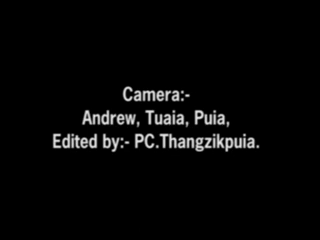 Camera:-
Andrew, Tuaia, Puia,
Edited by:- PC.Thangzikpuia.